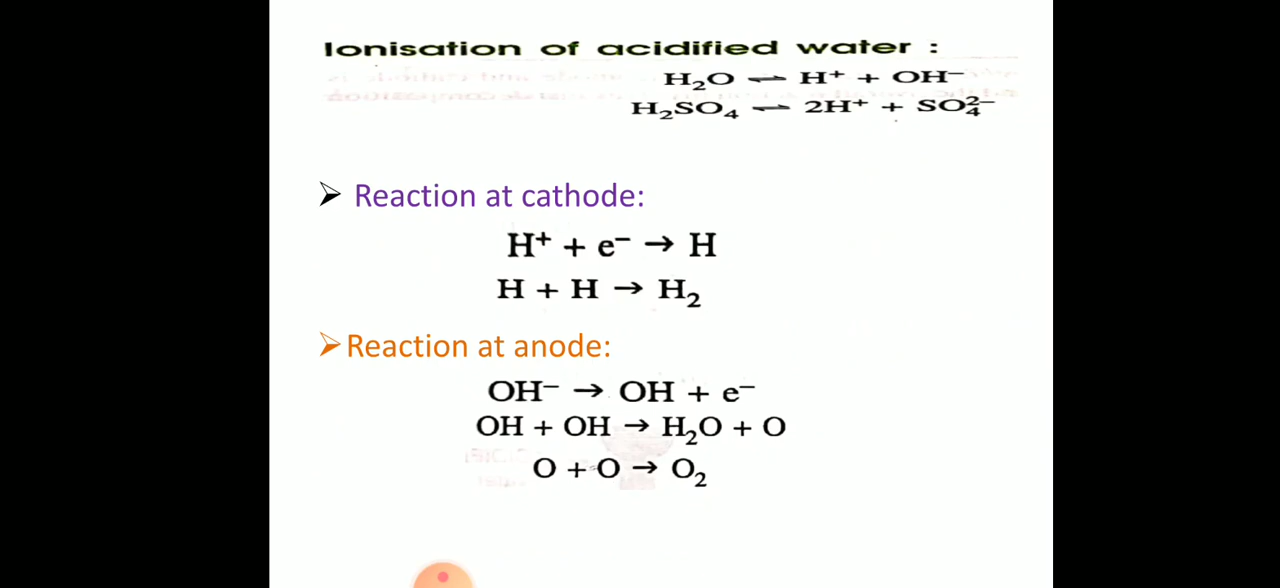 Ionisation of acidified water :
H₂O ⇌ H⁺ + OH⁻
H₂SO₄ ⇌ 2H⁺ + SO₄²⁻
➢ Reaction at cathode:
H⁺ + e⁻ → H
H + H → H₂
➢ Reaction at anode:
OH⁻ → OH + e⁻
OH + OH → H₂O + O
O + O → O₂